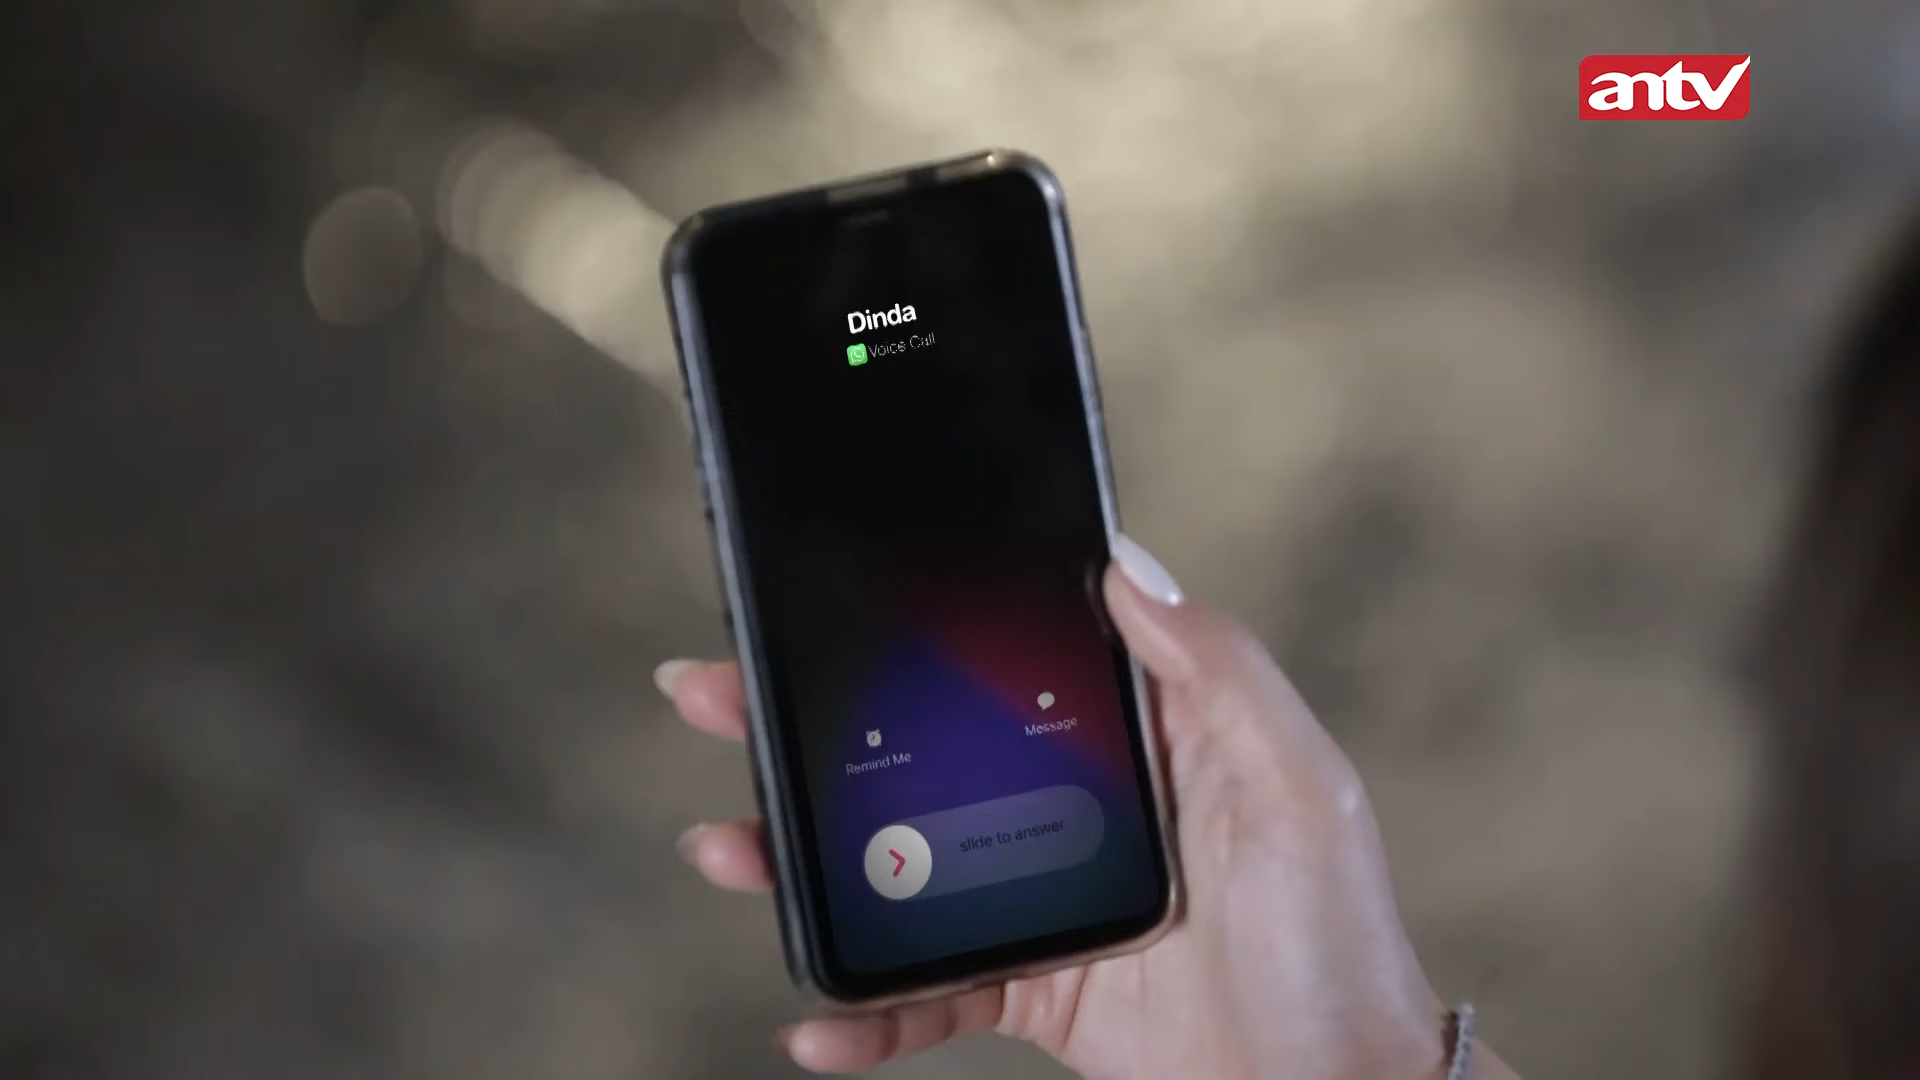 antv
Dinda
Voice Call
Message
Remind Me
slide to answer